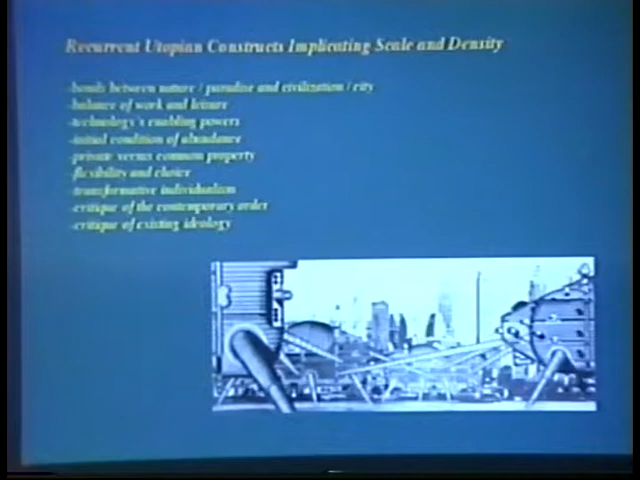 Recurrent Utopian Constructs Implicating Scale and Density
-bonds between nature / paradise and civilization / city
-balance of work and leisure
-technology's enabling powers
-initial condition of abundance
-private versus common property
-flexibility and choice
-transformative individualism
-critique of the contemporary order
-critique of existing ideology